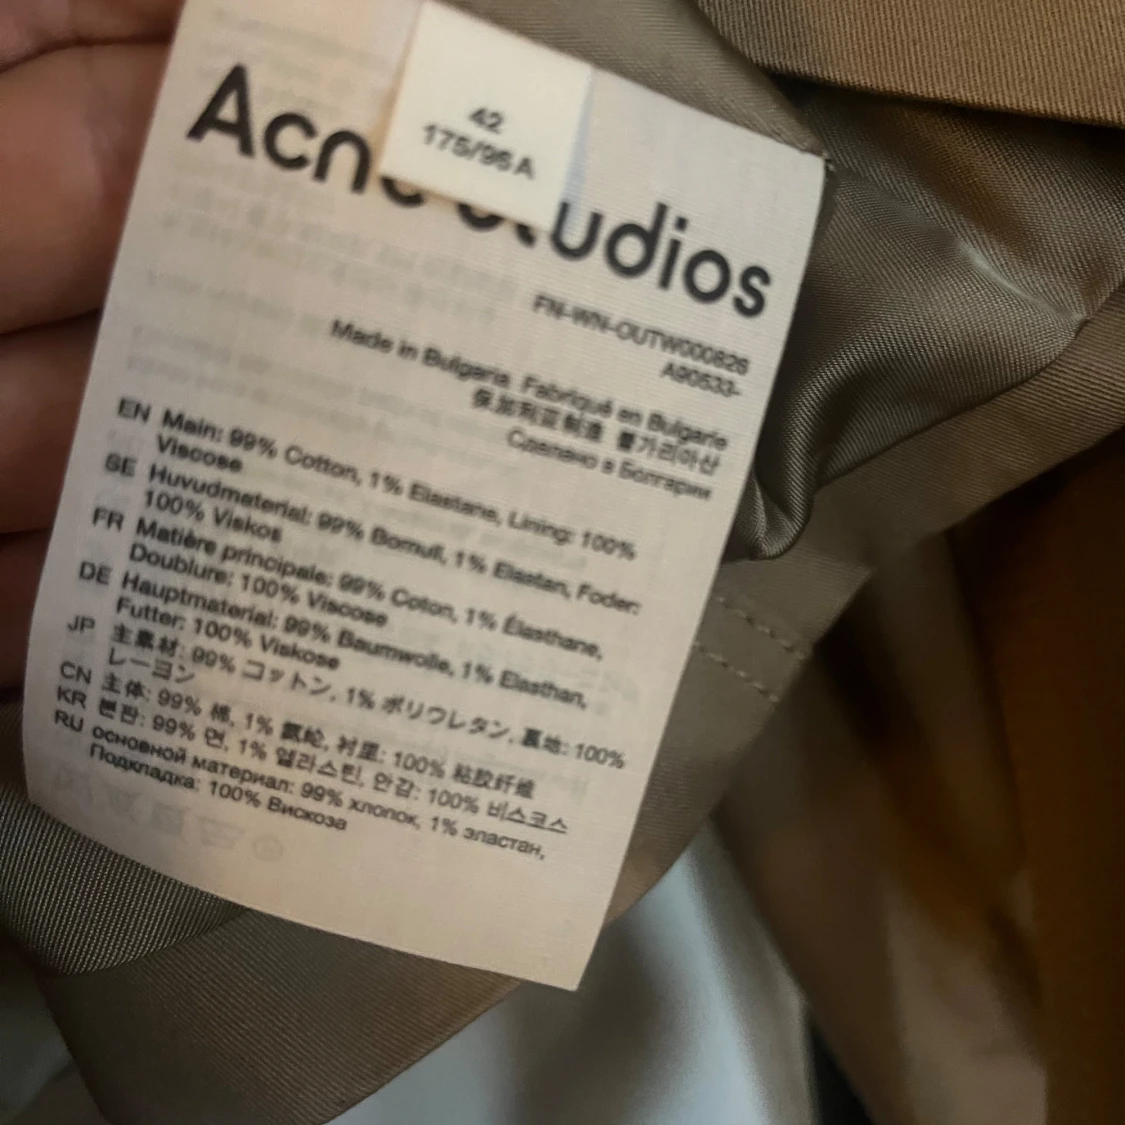 42
175/96A
Acne Studios
FN-WN-OUTW000826
A90533-
Made in Bulgaria Fabriqué en Bulgarie
保加利亚制造 불가리아산
Сделано в Болгарии
EN Main: 99% Cotton, 1% Elastane, Lining: 100%
Viscose
SE Huvudmaterial: 99% Bomull, 1% Elastan, Foder:
100% Viskos
FR Matière principale: 99% Coton, 1% Élasthane,
Doublure: 100% Viscose
DE Hauptmaterial: 99% Baumwolle, 1% Elasthan,
Futter: 100% Viskose
JP 主素材: 99% コットン, 1% ポリウレタン, 裏地: 100%
レーヨン
CN 主体: 99% 棉, 1% 氨纶, 衬里: 100% 粘胶纤维
KR 본판: 99% 면, 1% 엘라스틴, 안감: 100% 비스코스
RU основной материал: 99% хлопок, 1% эластан,
Подкладка: 100% Вискоза